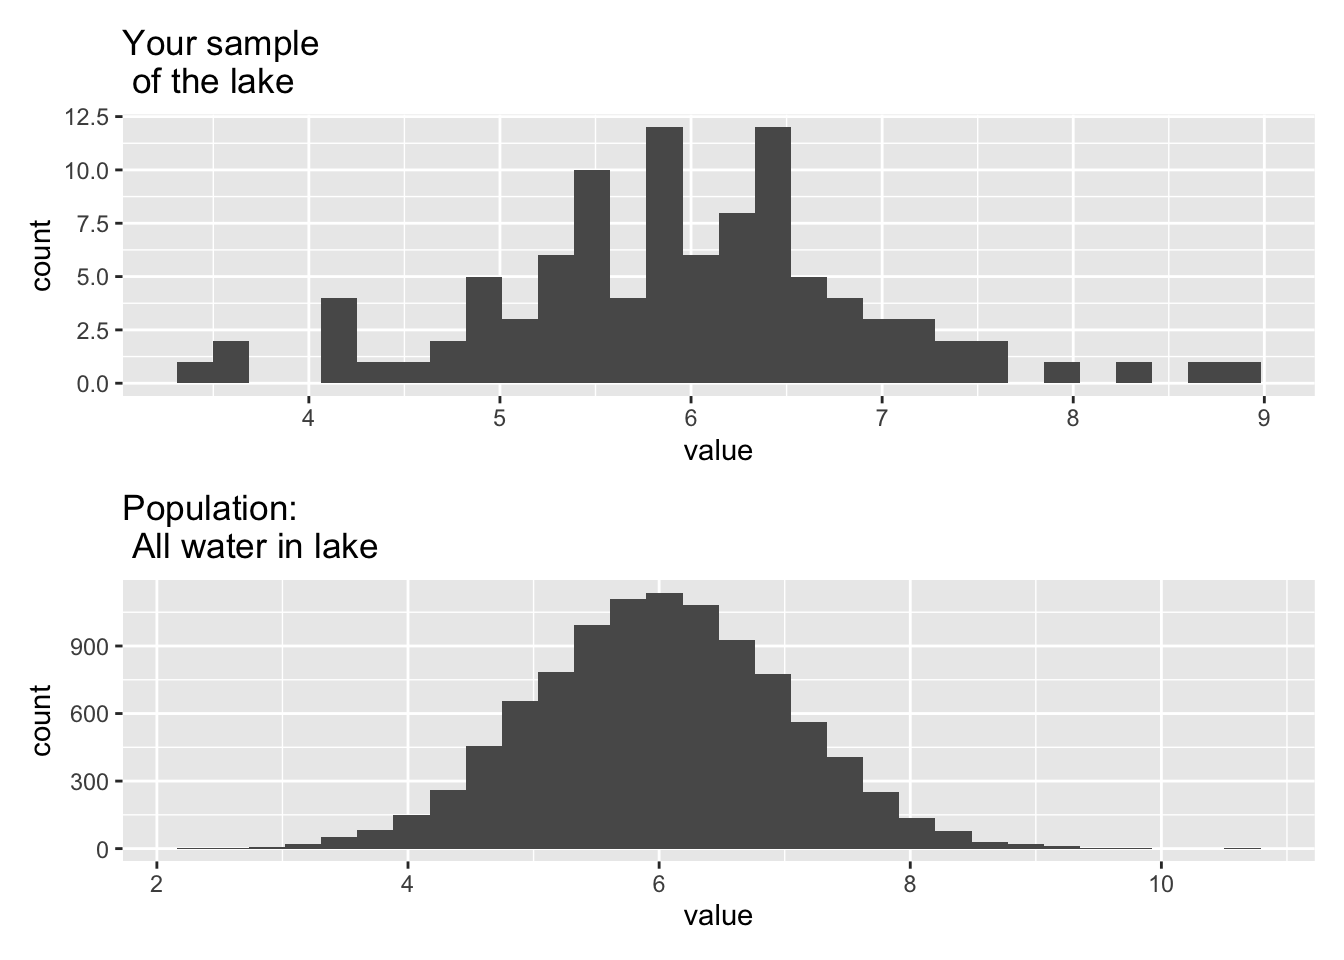 Your sample
of the lake
12.5
10.0
7.5
5.0
2.5
0.0
count
4 5 6 7 8 9
value
Population:
All water in lake
900
600
300
0
count
2 4 6 8 10
value